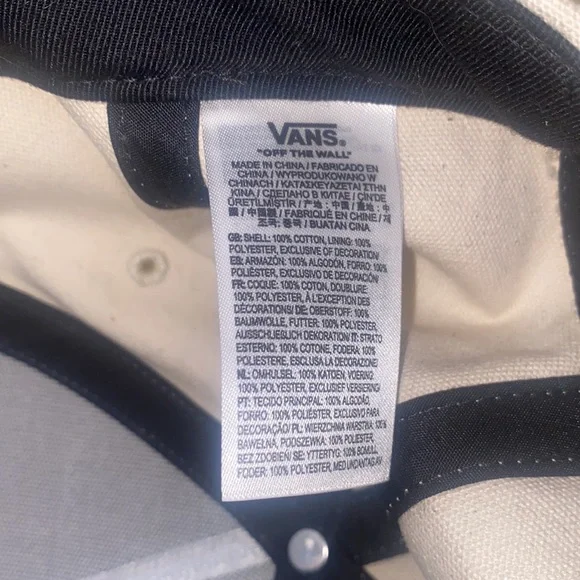 VANS.
"OFF THE WALL"
MADE IN CHINA / FABRICADO EN
CHINA / WYPRODUKOWANO W
CHINACH / ΚΑΤΑΣΚΕΥΑΖΕΤΑΙ ΣΤΗΝ
ΚΙΝΑ / СДЕЛАНО В КИТАЕ / ÇİN'DE
ÜRETİLMİŞTİR / 产地 : 中國 / 產地 : 中
國 / 中国製 / FABRIQUÉ EN CHINE / 제
조국: 중국 / BUATAN CINA
GB: SHELL: 100% COTTON, LINING: 100%
POLYESTER, EXCLUSIVE OF DECORATION/
ES: ARMAZÓN: 100% ALGODÓN, FORRO: 100%
POLIÉSTER, EXCLUSIVO DE DECORACIÓN/
FR: COQUE: 100% COTON, DOUBLURE
100% POLYESTER, À L'EXCEPTION DES
DÉCORATIONS/ DE: OBERSTOFF: 100%
BAUMWOLLE, FUTTER: 100% POLYESTER,
AUSSCHLIEßLICH DEKORATION/ IT: STRATO
ESTERNO: 100% COTONE, FODERA: 100%
POLIESTERE, ESCLUSA LA DECORAZIONE/
NL: OMHULSEL: 100% KATOEN, VOERING
100% POLYESTER, EXCLUSIEF VERSIERING/
PT: TECIDO PRINCIPAL: 100% ALGODÃO,
FORRO: 100% POLIÉSTER, EXCLUSIVO PARA
DECORAÇÃO/ PL: WIERZCHNIA WARSTWA: 100%
BAWEŁNA, PODSZEWKA: 100% POLIESTER,
BEZ ZDOBIEŃ/ SE: YTTERTYG: 100% BOMULL,
FODER: 100% POLYESTER, MED UNDANTAG AV